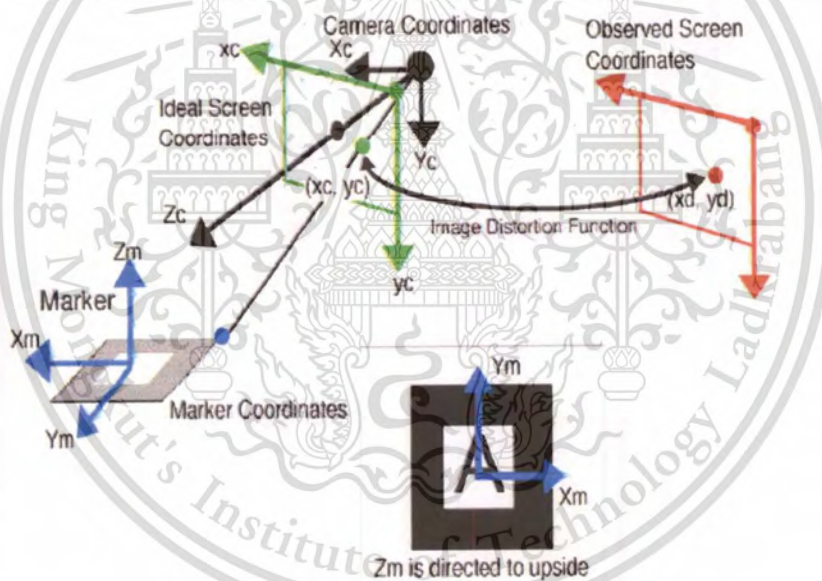 Camera Coordinates
Xc
xc
Observed Screen
Coordinates
Ideal Screen
Coordinates
Yc
(xc, yc)
(xd, yd)
Image Distortion Function
Zc
yc
Zm
Marker
Xm
Ym
Marker Coordinates
Ym
A
Xm
Zm is directed to upside
King Mongkut's Institute of Technology Ladkrabang